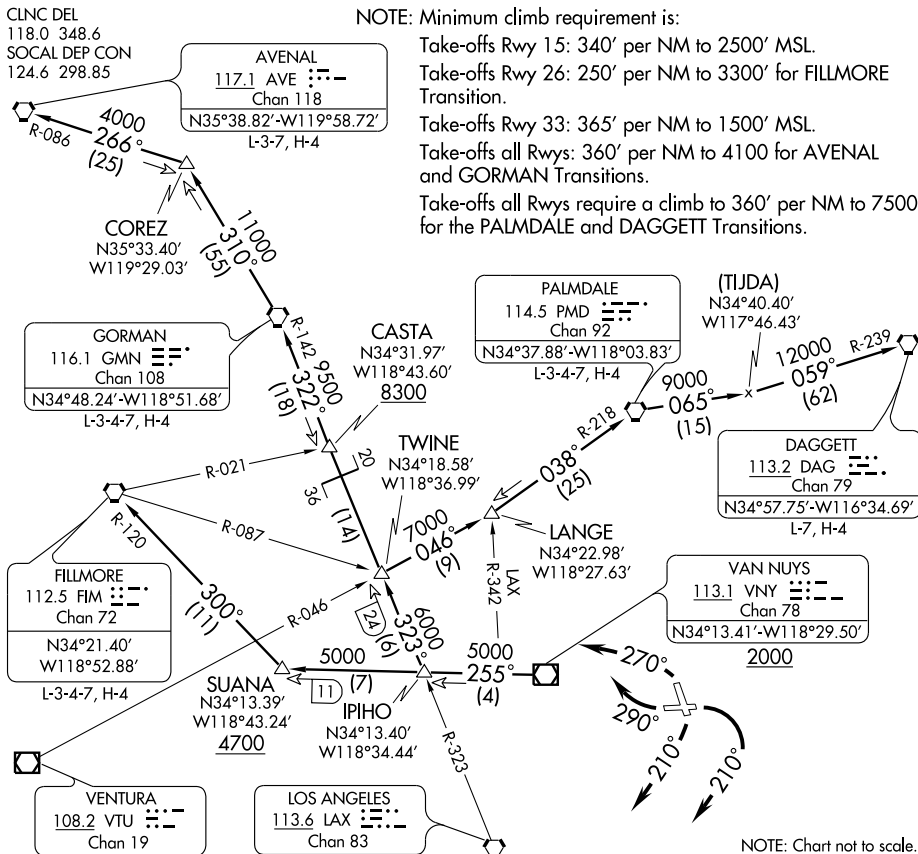 CLNC DEL
118.0 348.6
SOCAL DEP CON
124.6 298.85
NOTE: Minimum climb requirement is:
Take-offs Rwy 15: 340' per NM to 2500' MSL.
Take-offs Rwy 26: 250' per NM to 3300' for FILLMORE
Transition.
Take-offs Rwy 33: 365' per NM to 1500' MSL.
Take-offs all Rwys: 360' per NM to 4100 for AVENAL
and GORMAN Transitions.
Take-offs all Rwys require a climb to 360' per NM to 7500
for the PALMDALE and DAGGETT Transitions.
AVENAL
117.1 AVE
Chan 118
N35°38.82'-W119°58.72'
L-3-7, H-4
R-086
4000
266°
(25)
COREZ
N35°33.40'
W119°29.03'
11000
310°
(55)
GORMAN
116.1 GMN
Chan 108
N34°48.24'-W118°51.68'
L-3-4-7, H-4
R-142
9500
322°
(18)
CASTA
N34°31.97'
W118°43.60'
8300
PALMDALE
114.5 PMD
Chan 92
N34°37.88'-W118°03.83'
L-3-4-7, H-4
(TIJDA)
N34°40.40'
W117°46.43'
9000
065°
(15)
12000
059°
(62)
R-239
DAGGETT
113.2 DAG
Chan 79
N34°57.75'-W116°34.69'
L-7, H-4
TWINE
N34°18.58'
W118°36.99'
R-218
038°
(25)
R-021
20
36
(14)
R-087
7000
046°
(9)
LANGE
N34°22.98'
W118°27.63'
R-120
300°
(11)
FILLMORE
112.5 FIM
Chan 72
N34°21.40'
W118°52.88'
L-3-4-7, H-4
R-046
24
6000
323°
(6)
LAX
R-342
VAN NUYS
113.1 VNY
Chan 78
N34°13.41'-W118°29.50'
2000
SUANA
N34°13.39'
W118°43.24'
4700
5000
(7)
11
IPIHO
N34°13.40'
W118°34.44'
5000
255°
(4)
270°
290°
210°
210°
R-323
VENTURA
108.2 VTU
Chan 19
LOS ANGELES
113.6 LAX
Chan 83
NOTE: Chart not to scale.